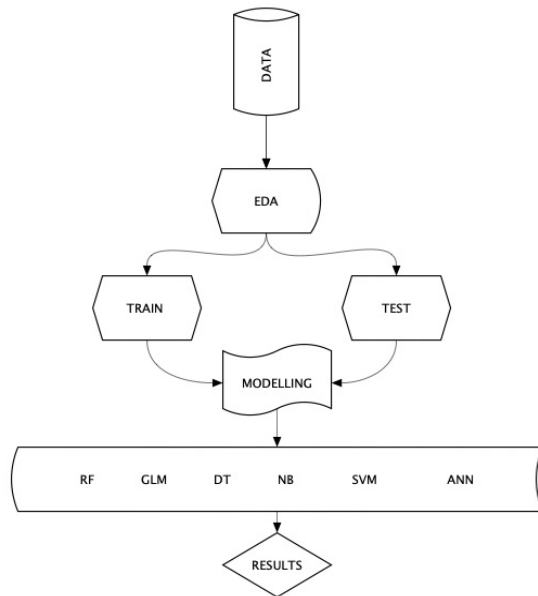 DATA
EDA
TRAIN TEST
MODELLING
RF GLM DT NB SVM ANN
RESULTS